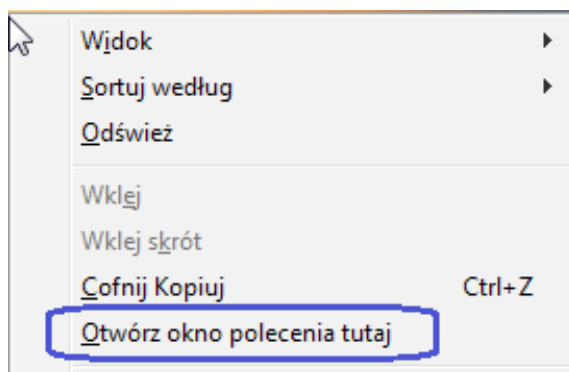 Widok
Sortuj według
Odśwież
Wklej
Wklej skrót
Cofnij Kopiuj Ctrl+Z
Otwórz okno polecenia tutaj